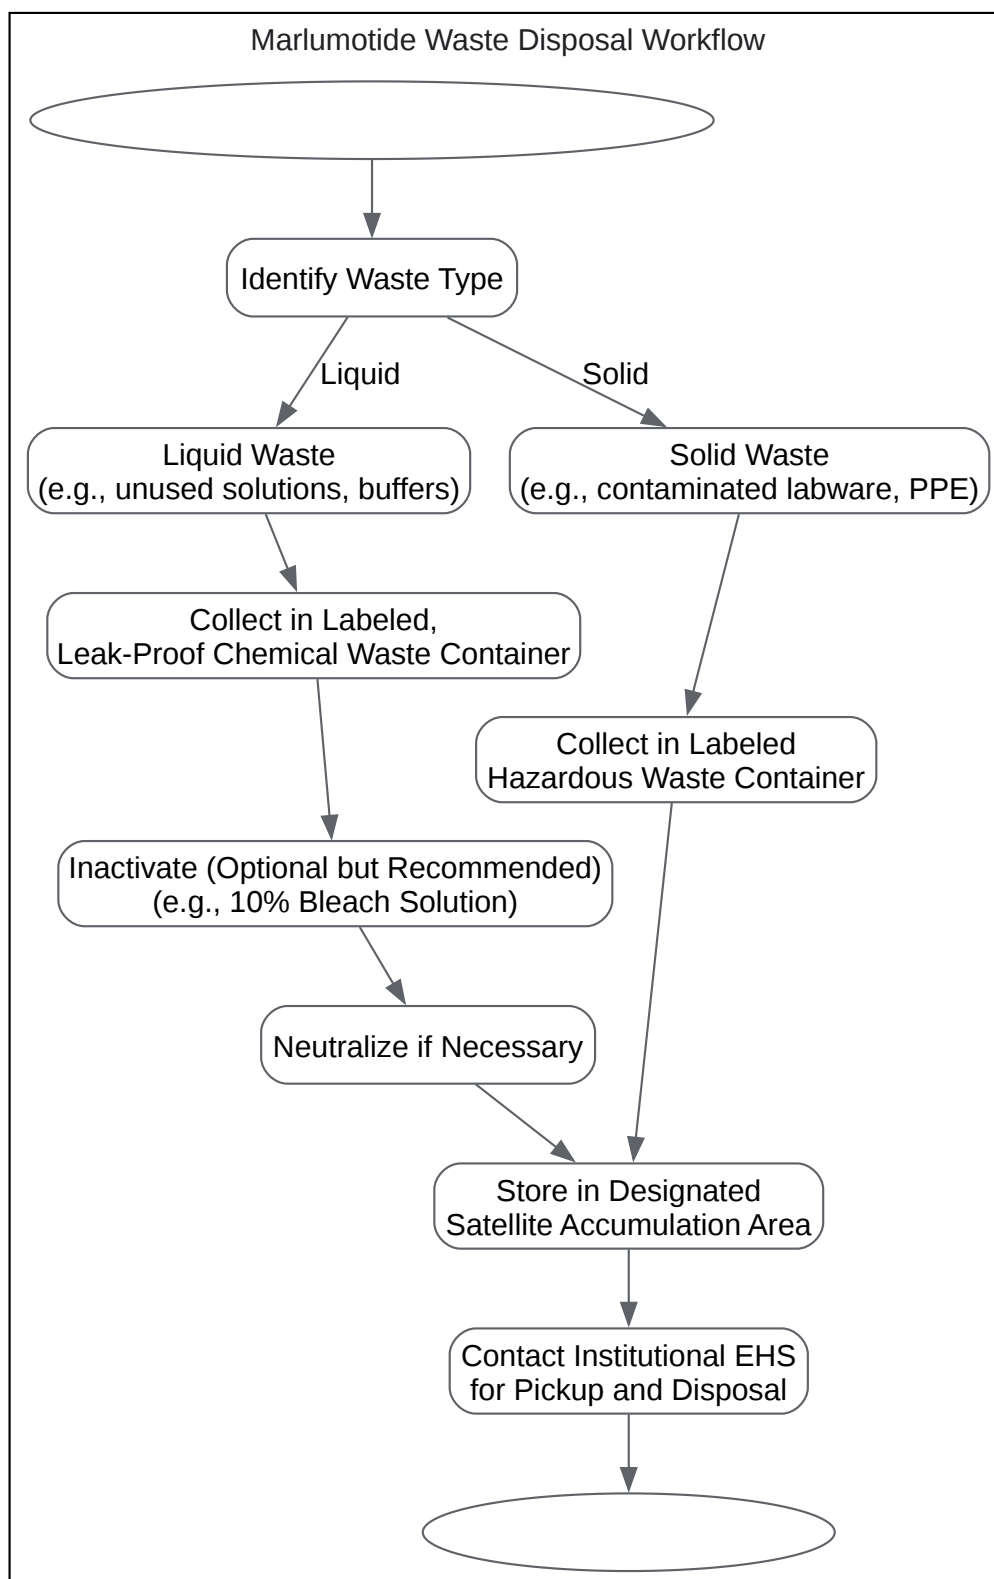 Marlumotide Waste Disposal Workflow
Identify Waste Type
Liquid
Solid
Liquid Waste
(e.g., unused solutions, buffers)
Solid Waste
(e.g., contaminated labware, PPE)
Collect in Labeled,
Leak-Proof Chemical Waste Container
Collect in Labeled
Hazardous Waste Container
Inactivate (Optional but Recommended)
(e.g., 10% Bleach Solution)
Neutralize if Necessary
Store in Designated
Satellite Accumulation Area
Contact Institutional EHS
for Pickup and Disposal